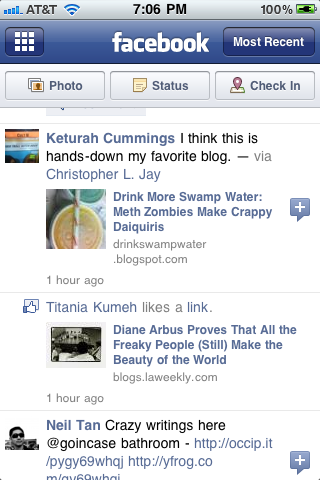 AT&T 7:06 PM 100%
facebook Most Recent
Photo Status Check In
Keturah Cummings I think this is
hands-down my favorite blog. — via
Christopher L. Jay
Drink More Swamp Water:
Meth Zombies Make Crappy
Daiquiris
drinkswampwater
.blogspot.com
1 hour ago
Titania Kumeh likes a link.
Diane Arbus Proves That All the
Freaky People (Still) Make the
Beauty of the World
blogs.laweekly.com
1 hour ago
Neil Tan Crazy writings here
@goincase bathroom - http://occip.it
/pygy69whqj http://yfrog.co
m/gywhgi